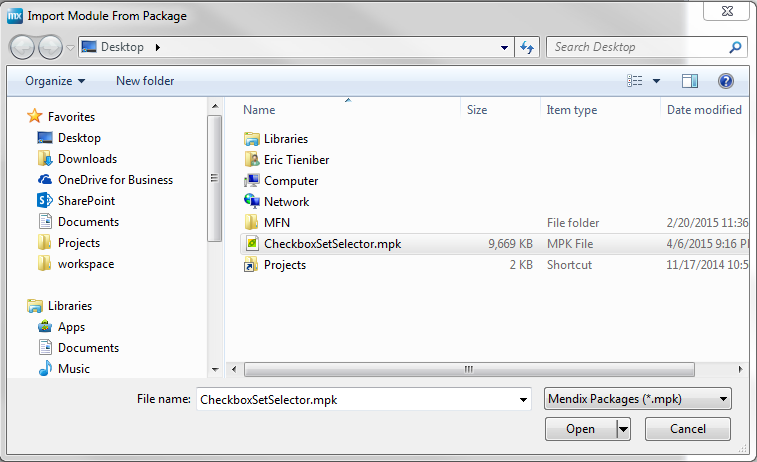 mx Import Module From Package
Desktop
Search Desktop
Organize New folder
Name Size Item type Date modified
Favorites
Desktop
Downloads
OneDrive for Business
SharePoint
Documents
Projects
workspace
Libraries
Apps
Documents
Music
Libraries
Eric Tieniber
Computer
Network
MFN File folder 2/20/2015 11:36
CheckboxSetSelector.mpk 9,669 KB MPK File 4/6/2015 9:16 P
Projects 2 KB Shortcut 11/17/2014 10:5
File name: CheckboxSetSelector.mpk Mendix Packages (*.mpk)
Open Cancel